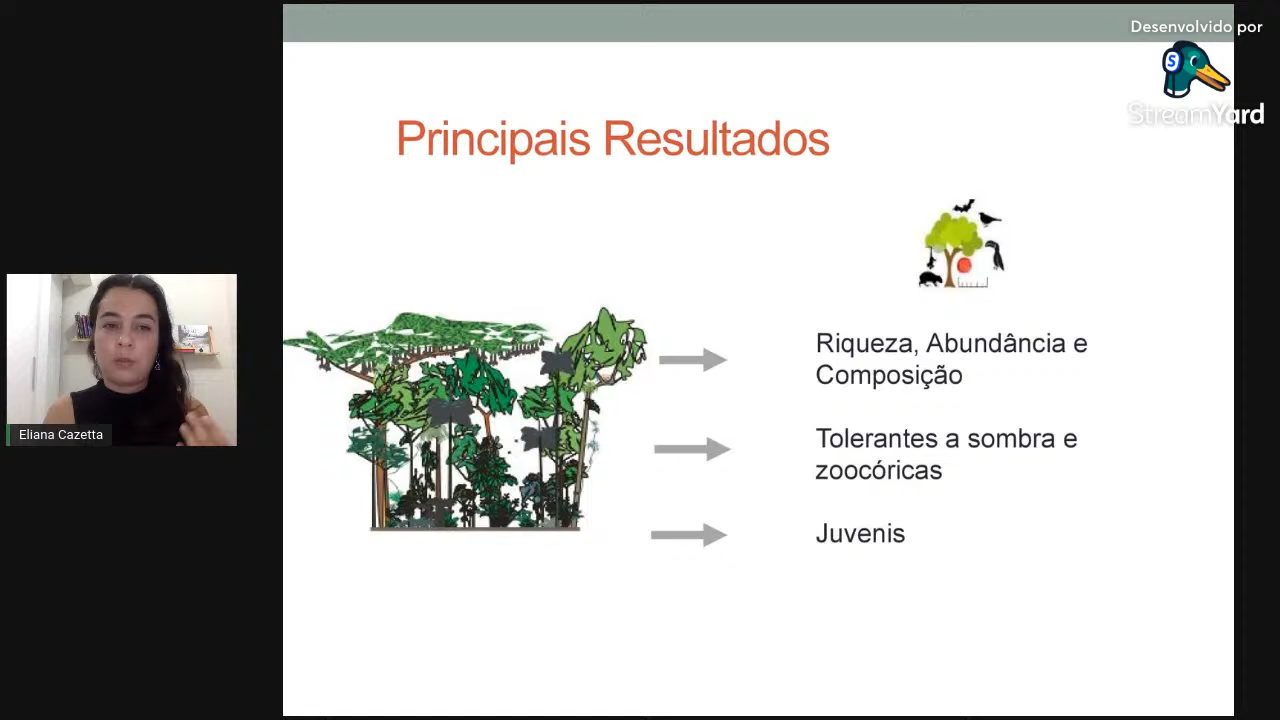 Desenvolvido por
S
StreamYard
Principais Resultados
Riqueza, Abundância e
Composição
Tolerantes a sombra e
zoocóricas
Juvenis
Eliana Cazetta